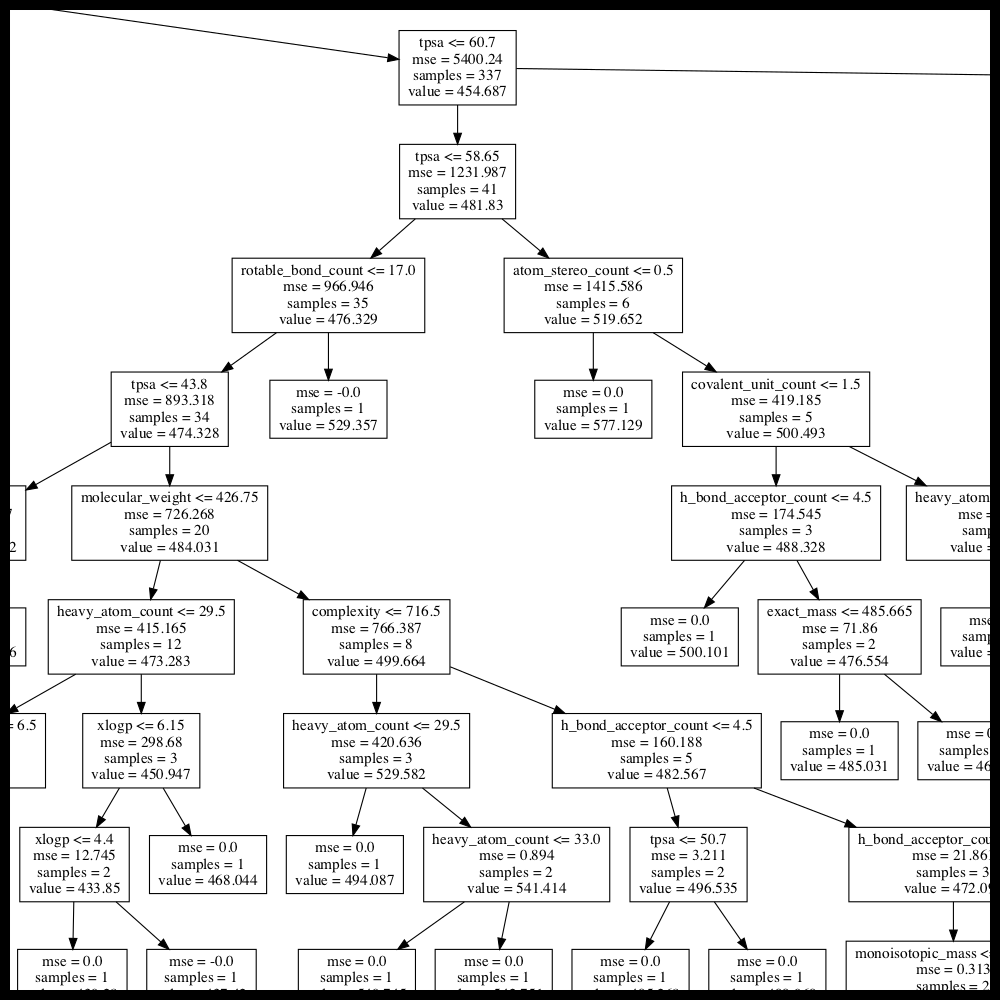 tpsa <= 60.7
mse = 5400.24
samples = 337
value = 454.687
tpsa <= 58.65
mse = 1231.987
samples = 41
value = 481.83
rotable_bond_count <= 17.0
mse = 966.946
samples = 35
value = 476.329
atom_stereo_count <= 0.5
mse = 1415.586
samples = 6
value = 519.652
tpsa <= 43.8
mse = 893.318
samples = 34
value = 474.328
mse = -0.0
samples = 1
value = 529.357
mse = 0.0
samples = 1
value = 577.129
covalent_unit_count <= 1.5
mse = 419.185
samples = 5
value = 500.493
2
molecular_weight <= 426.75
mse = 726.268
samples = 20
value = 484.031
h_bond_acceptor_count <= 4.5
mse = 174.545
samples = 3
value = 488.328
heavy_atom
mse =
samp
value =
6
heavy_atom_count <= 29.5
mse = 415.165
samples = 12
value = 473.283
complexity <= 716.5
mse = 766.387
samples = 8
value = 499.664
mse = 0.0
samples = 1
value = 500.101
exact_mass <= 485.665
mse = 71.86
samples = 2
value = 476.554
mse
samp
value =
= 6.5
xlogp <= 6.15
mse = 298.68
samples = 3
value = 450.947
heavy_atom_count <= 29.5
mse = 420.636
samples = 3
value = 529.582
h_bond_acceptor_count <= 4.5
mse = 160.188
samples = 5
value = 482.567
mse = 0.0
samples = 1
value = 485.031
mse = 0
samples
value = 46
xlogp <= 4.4
mse = 12.745
samples = 2
value = 433.85
mse = 0.0
samples = 1
value = 468.044
mse = 0.0
samples = 1
value = 494.087
heavy_atom_count <= 33.0
mse = 0.894
samples = 2
value = 541.414
tpsa <= 50.7
mse = 3.211
samples = 2
value = 496.535
h_bond_acceptor_cou
mse = 21.86
samples = 3
value = 472.09
mse = 0.0
samples = 1
mse = -0.0
samples = 1
mse = 0.0
samples = 1
mse = 0.0
samples = 1
mse = 0.0
samples = 1
mse = 0.0
samples = 1
monoisotopic_mass <
mse = 0.313
samples = 2